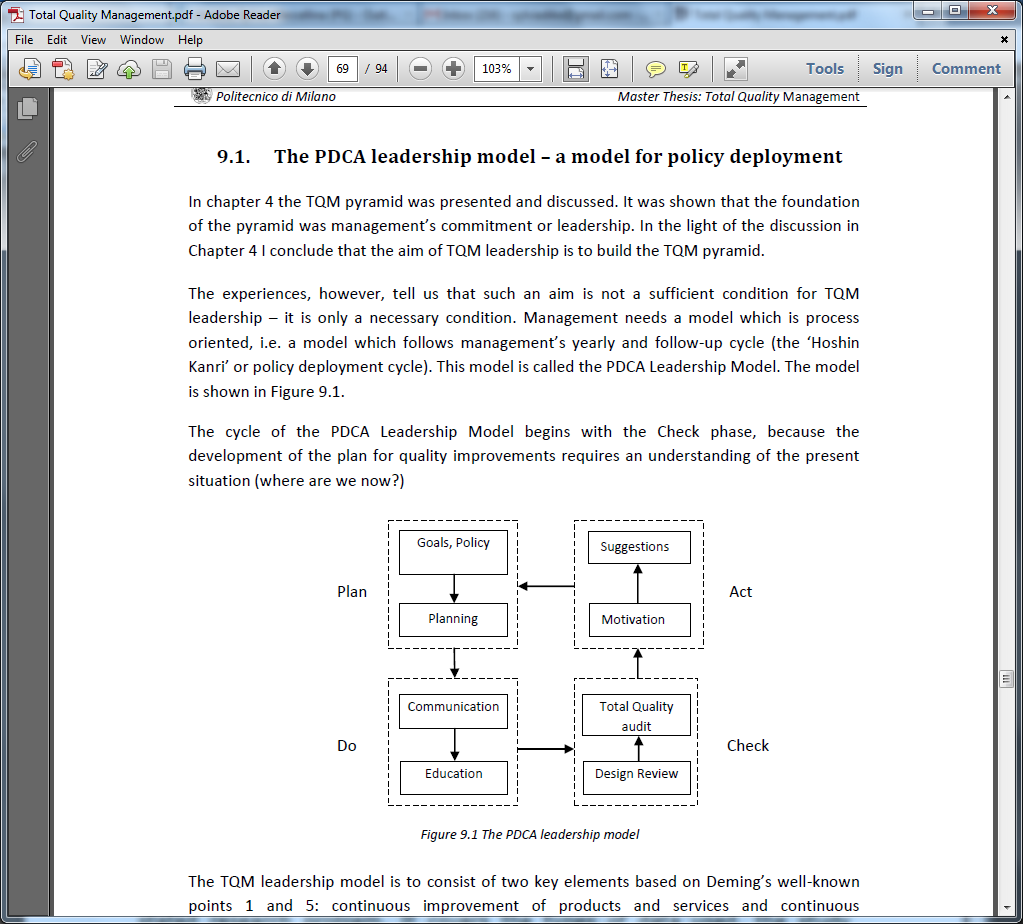 Total Quality Management.pdf - Adobe Reader
File Edit View Window Help
69 / 94 103% Tools Sign Comment
Politecnico di Milano Master Thesis: Total Quality Management
9.1. The PDCA leadership model – a model for policy deployment
In chapter 4 the TQM pyramid was presented and discussed. It was shown that the foundation
of the pyramid was management’s commitment or leadership. In the light of the discussion in
Chapter 4 I conclude that the aim of TQM leadership is to build the TQM pyramid.
The experiences, however, tell us that such an aim is not a sufficient condition for TQM
leadership – it is only a necessary condition. Management needs a model which is process
oriented, i.e. a model which follows management’s yearly and follow-up cycle (the ‘Hoshin
Kanri’ or policy deployment cycle). This model is called the PDCA Leadership Model. The model
is shown in Figure 9.1.
The cycle of the PDCA Leadership Model begins with the Check phase, because the
development of the plan for quality improvements requires an understanding of the present
situation (where are we now?)
Plan
Goals, Policy
Planning
Suggestions
Motivation
Act
Do
Communication
Education
Total Quality
audit
Design Review
Check
Figure 9.1 The PDCA leadership model
The TQM leadership model is to consist of two key elements based on Deming’s well-known
points 1 and 5: continuous improvement of products and services and continuous